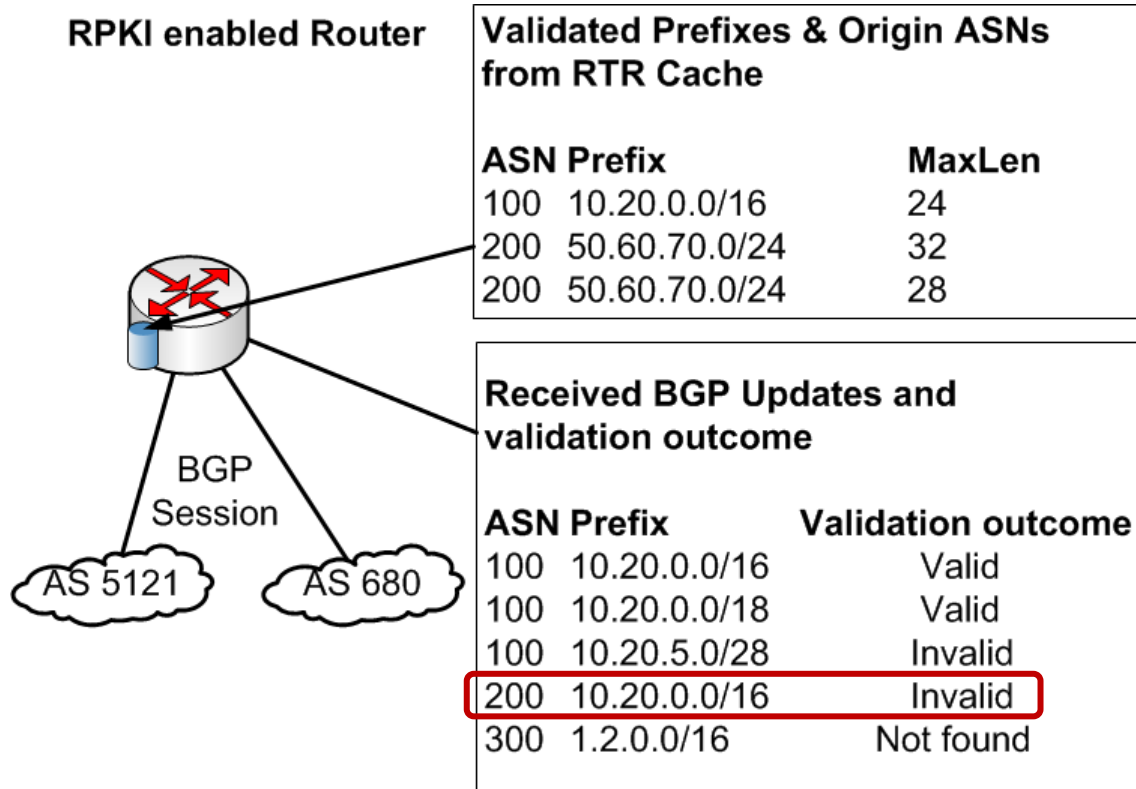 RPKI enabled Router
Validated Prefixes & Origin ASNs
from RTR Cache
ASN Prefix MaxLen
100 10.20.0.0/16 24
200 50.60.70.0/24 32
200 50.60.70.0/24 28
Received BGP Updates and
validation outcome
ASN Prefix Validation outcome
100 10.20.0.0/16 Valid
100 10.20.0.0/18 Valid
100 10.20.5.0/28 Invalid
200 10.20.0.0/16 Invalid
300 1.2.0.0/16 Not found
BGP
Session
AS 5121
AS 680